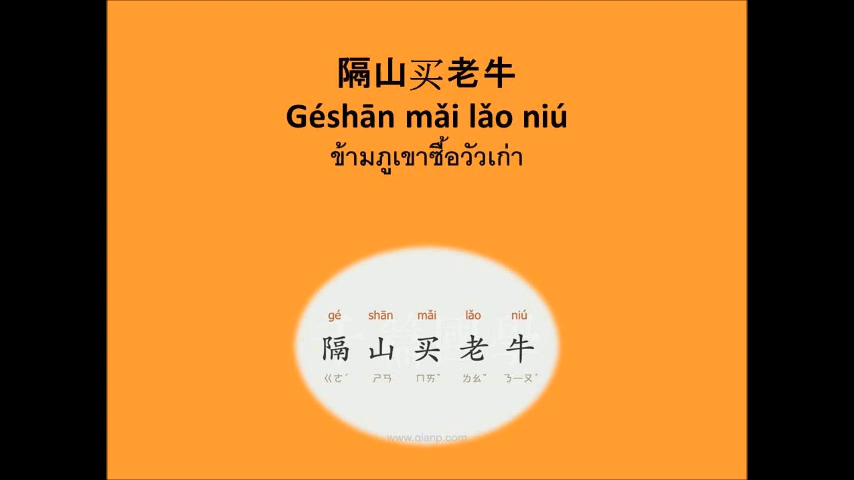 隔山买老牛
Géshān mǎi lǎo niú
ข้ามภูเขาซื้อวัวเก่า
gé shān mǎi lǎo niú
隔 山 买 老 牛
ㄍㄜˊ ㄕㄢ ㄇㄞˇ ㄌㄠˇ ㄋㄧㄡˊ
www.qianp.com